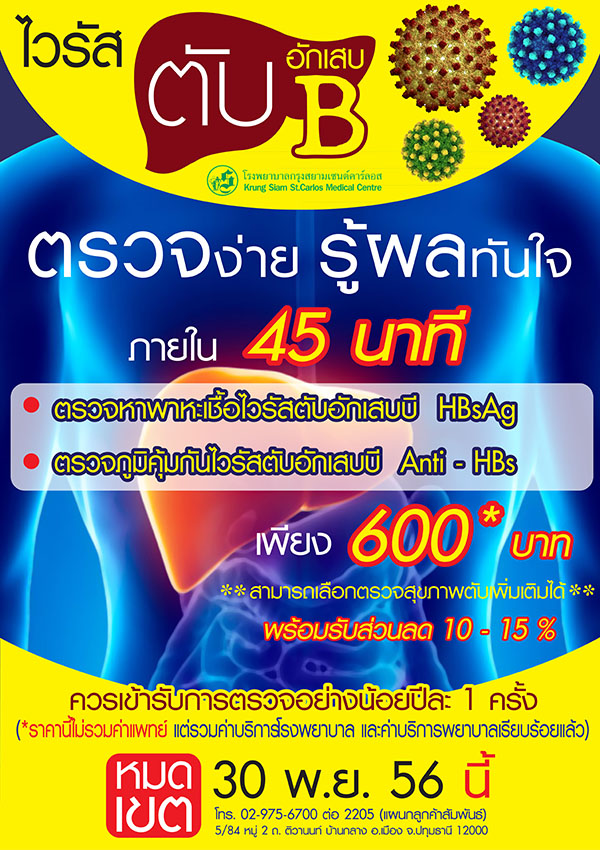 ไวรัส
ตับ
อักเสบ
B
โรงพยาบาลกรุงสยามเซนต์คาร์ลอส
Krung Siam St.Carlos Medical Centre
ตรวจง่าย รู้ผลทันใจ
ภายใน 45 นาที
• ตรวจหาพาหะเชื้อไวรัสตับอักเสบบี HBsAg
• ตรวจภูมิคุ้มกันไวรัสตับอักเสบบี Anti - HBs
เพียง 600* บาท
** สามารถเลือกตรวจสุขภาพตับเพิ่มเติมได้ **
พร้อมรับส่วนลด 10 - 15 %
ควรเข้ารับการตรวจอย่างน้อยปีละ 1 ครั้ง
(*ราคานี้ไม่รวมค่าแพทย์ แต่รวมค่าบริการโรงพยาบาล และค่าบริการพยาบาลเรียบร้อยแล้ว)
หมดเขต 30 พ.ย. 56 นี้
โทร. 02-975-6700 ต่อ 2205 (แผนกลูกค้าสัมพันธ์)
5/84 หมู่ 2 ถ. ติวานนท์ บ้านกลาง อ.เมือง จ.ปทุมธานี 12000